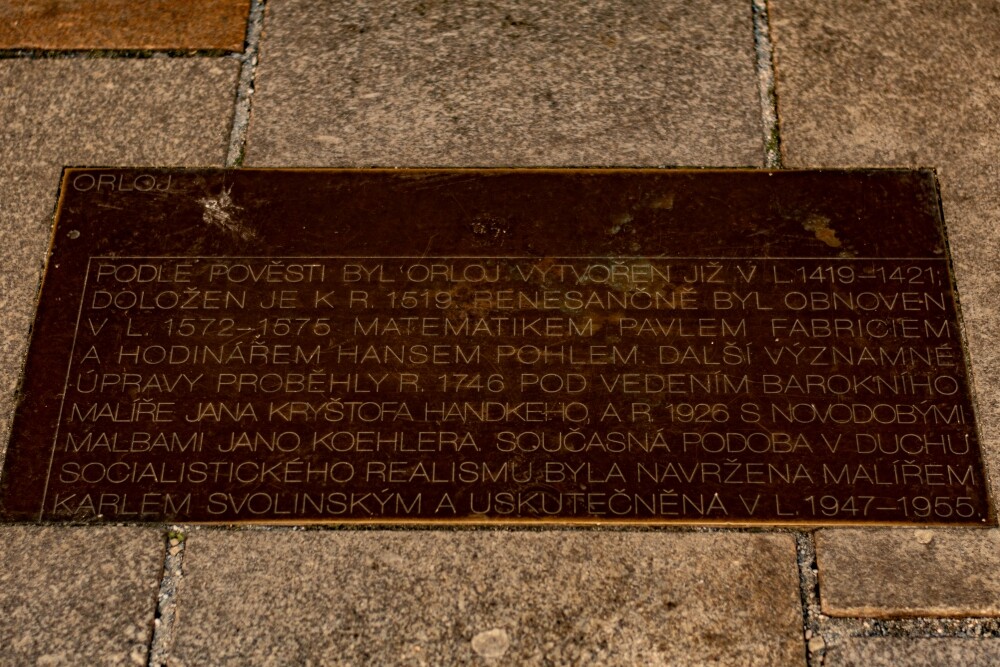 ORLOJ
PODLE POVĚSTI BYL ORLOJ VYTVOŘEN JIŽ V L. 1419–1421,
DOLOŽEN JE K R. 1519. RENESANČNĚ BYL OBNOVEN
V L. 1572–1575 MATEMATIKEM PAVLEM FABRICIEM
A HODINÁŘEM HANSEM POHLEM. DALŠÍ VÝZNAMNÉ
ÚPRAVY PROBĚHLY R. 1746 POD VEDENÍM BAROKNÍHO
MALÍŘE JANA KRYŠTOFA HANDKEHO, A R. 1926 S NOVODOBÝMI
MALBAMI JANO KOEHLERA. SOUČASNÁ PODOBA V DUCHU
SOCIALISTICKÉHO REALISMU BYLA NAVRŽENA MALÍŘEM
KARLEM SVOLINSKÝM A USKUTEČNĚNA V L. 1947–1955.